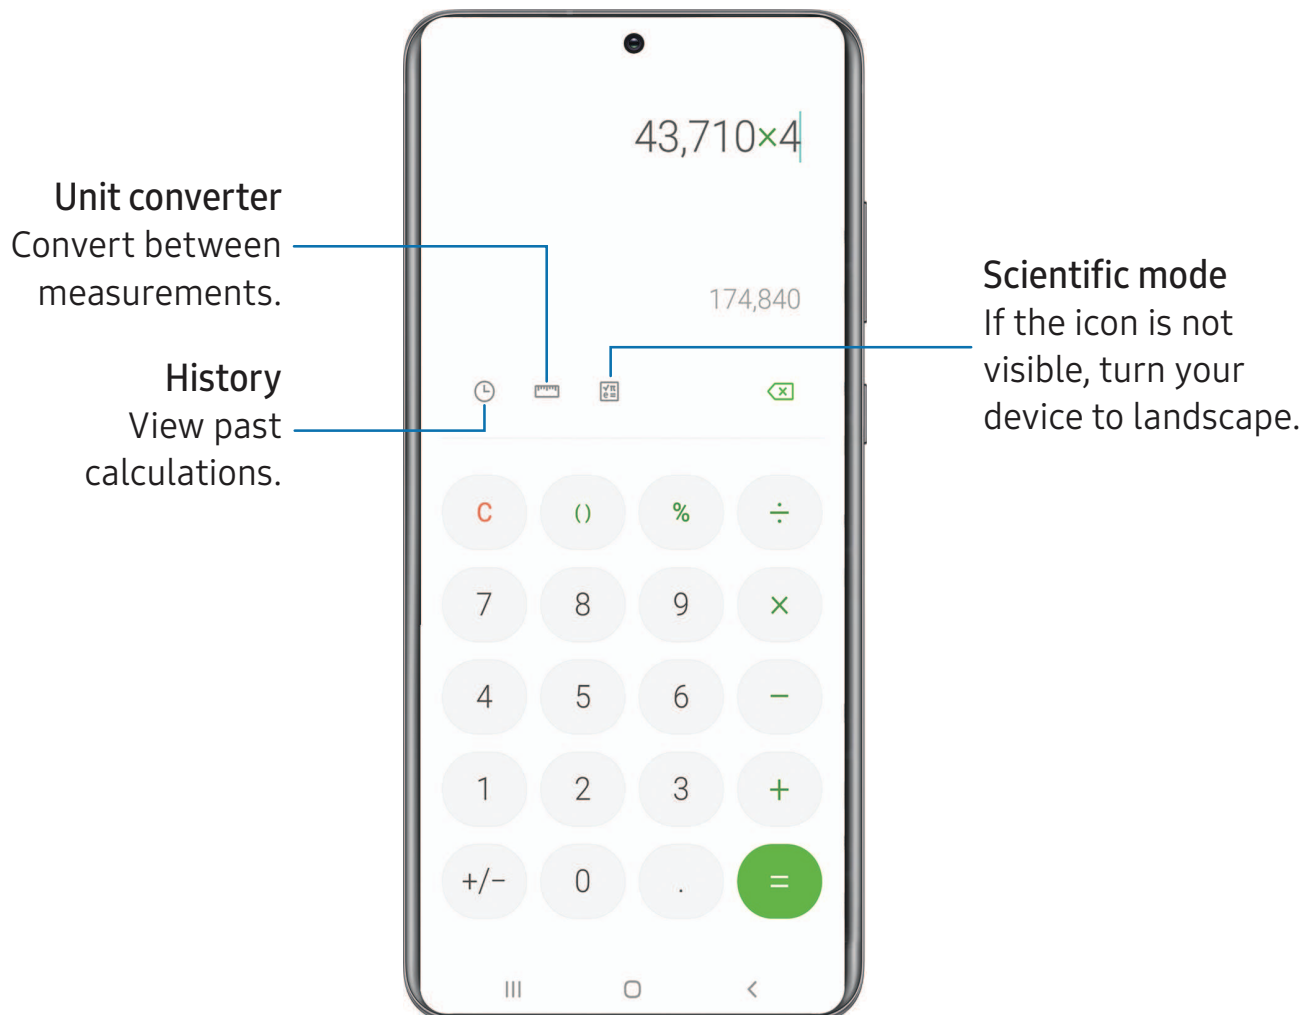 43,710×4
174,840
Unit converter
Convert between
measurements.
History
View past
calculations.
Scientific mode
If the icon is not
visible, turn your
device to landscape.
√π
e =
C () % ÷
7 8 9 ×
4 5 6 −
1 2 3 +
+/− 0 . =